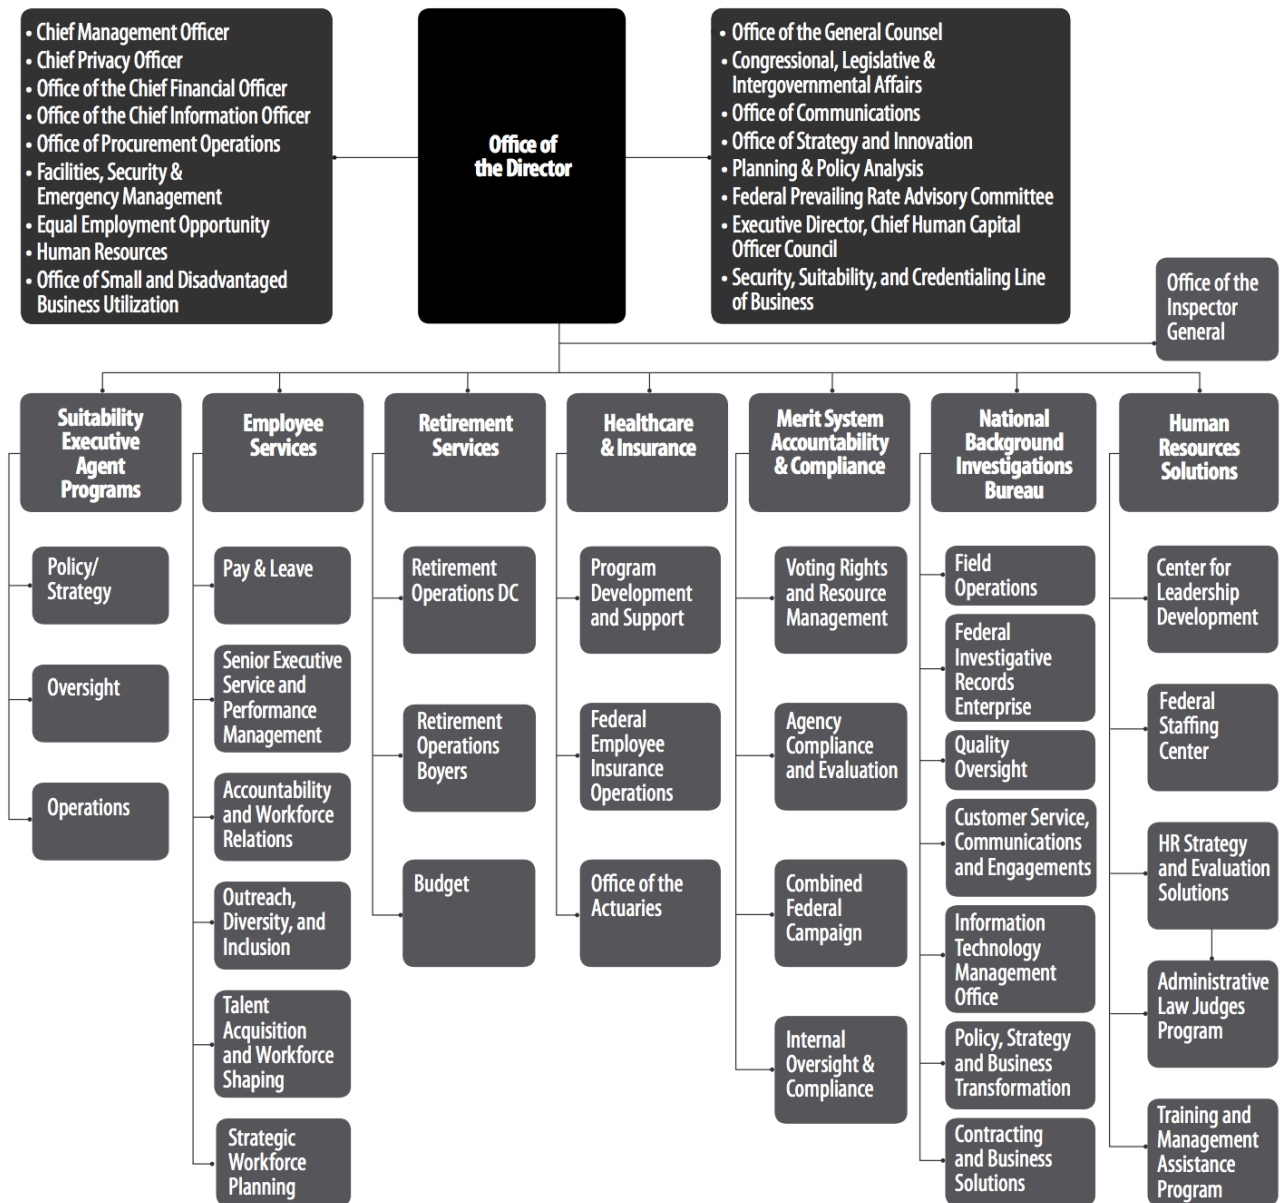 • Chief Management Officer
• Chief Privacy Officer
• Office of the Chief Financial Officer
• Office of the Chief Information Officer
• Office of Procurement Operations
• Facilities, Security &
Emergency Management
• Equal Employment Opportunity
• Human Resources
• Office of Small and Disadvantaged
Business Utilization
Office of
the Director
• Office of the General Counsel
• Congressional, Legislative &
Intergovernmental Affairs
• Office of Communications
• Office of Strategy and Innovation
• Planning & Policy Analysis
• Federal Prevailing Rate Advisory Committee
• Executive Director, Chief Human Capital
Officer Council
• Security, Suitability, and Credentialing Line
of Business
Office of the
Inspector
General
Suitability
Executive
Agent
Programs
Policy/
Strategy
Oversight
Operations
Employee
Services
Pay & Leave
Senior Executive
Service and
Performance
Management
Accountability
and Workforce
Relations
Outreach,
Diversity, and
Inclusion
Talent
Acquisition
and Workforce
Shaping
Strategic
Workforce
Planning
Retirement
Services
Retirement
Operations DC
Retirement
Operations
Boyers
Budget
Healthcare
& Insurance
Program
Development
and Support
Federal
Employee
Insurance
Operations
Office of the
Actuaries
Merit System
Accountability
& Compliance
Voting Rights
and Resource
Management
Agency
Compliance
and Evaluation
Combined
Federal
Campaign
Internal
Oversight &
Compliance
National
Background
Investigations
Bureau
Field
Operations
Federal
Investigative
Records
Enterprise
Quality
Oversight
Customer Service,
Communications
and Engagements
Information
Technology
Management
Office
Policy, Strategy
and Business
Transformation
Contracting
and Business
Solutions
Human
Resources
Solutions
Center for
Leadership
Development
Federal
Staffing
Center
HR Strategy
and Evaluation
Solutions
Administrative
Law Judges
Program
Training and
Management
Assistance
Program